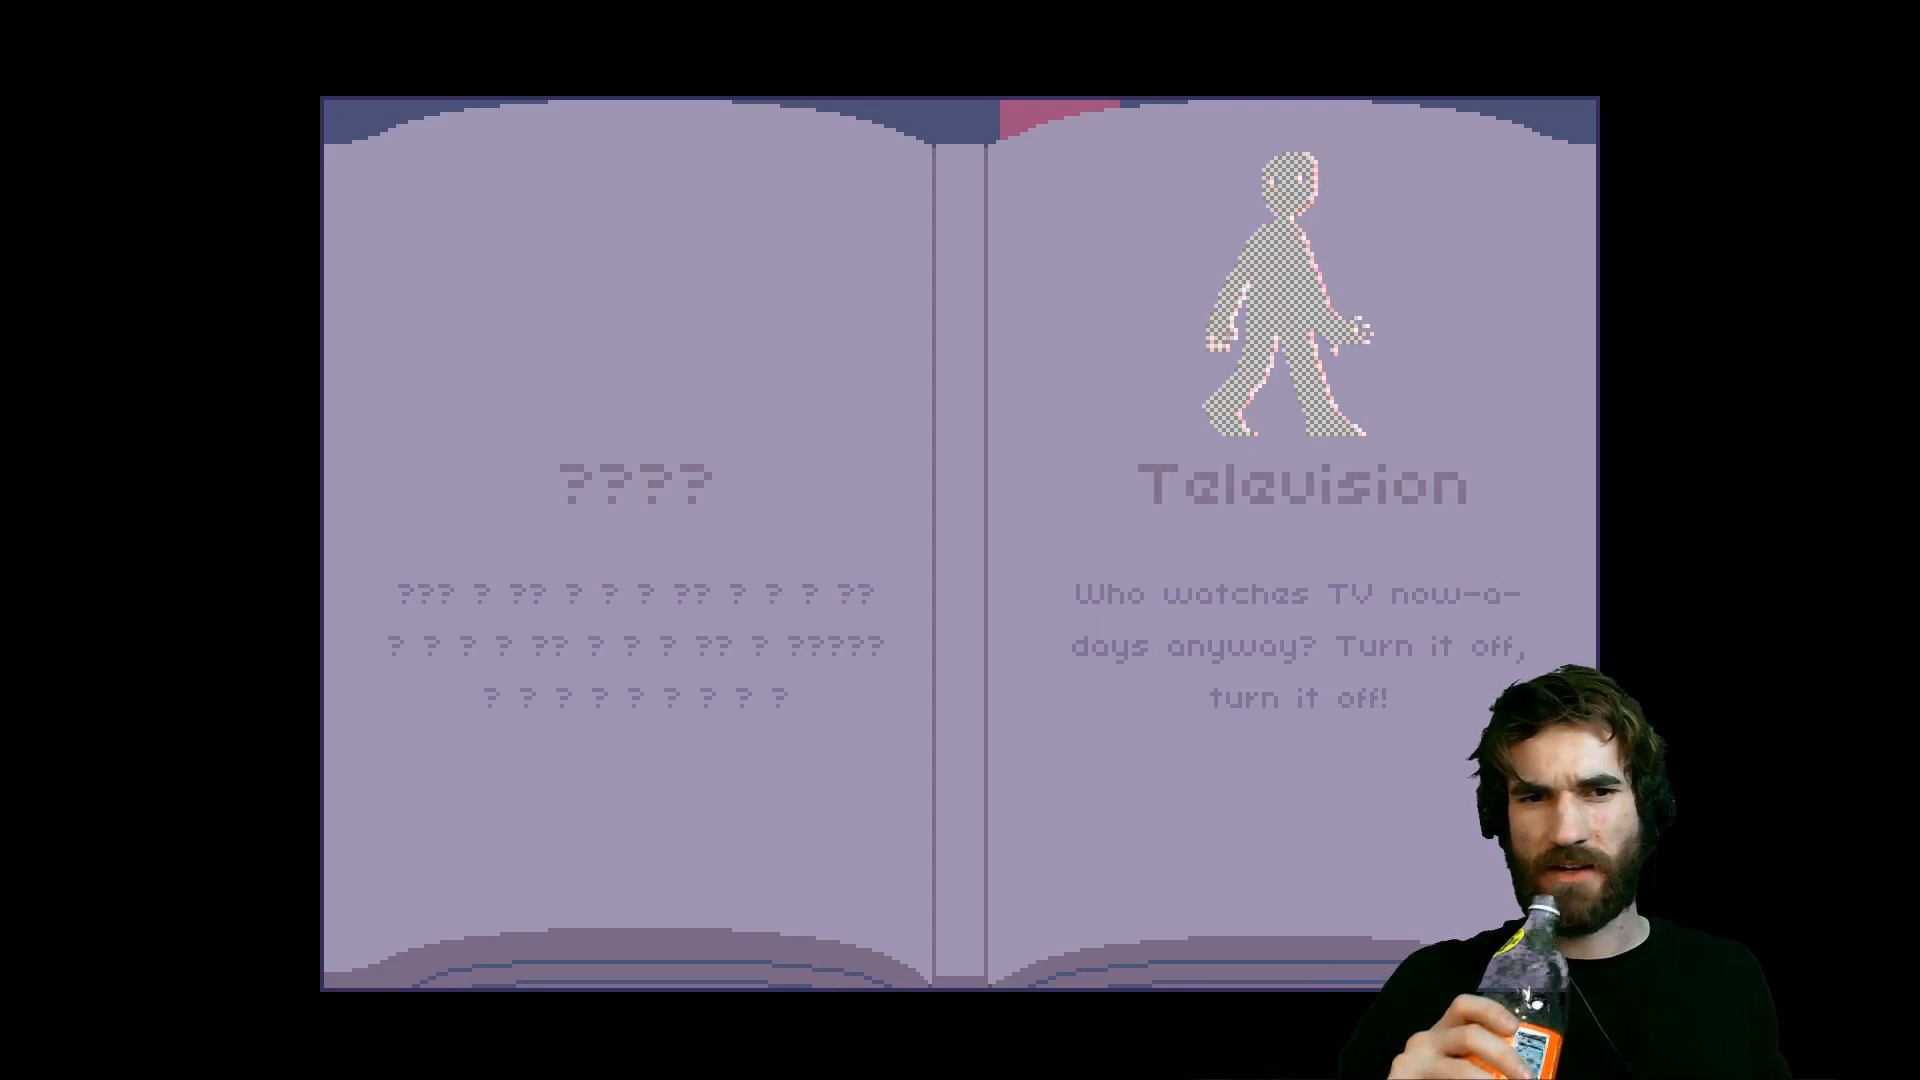 ????
??? ? ?? ? ? ? ?? ? ? ? ??
? ? ? ? ?? ? ? ? ?? ? ?????
? ? ? ? ? ? ? ? ?
Television
Who watches TV now-a-
days anyway? Turn it off,
turn it off!